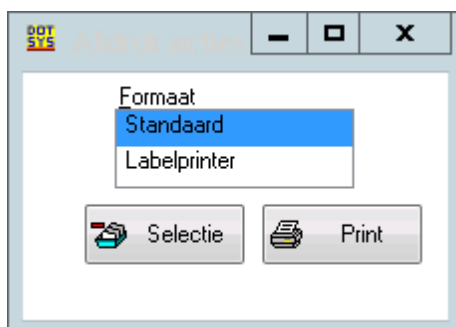 DOT
SYS
Formaat
Standaard
Labelprinter
Selectie
Print